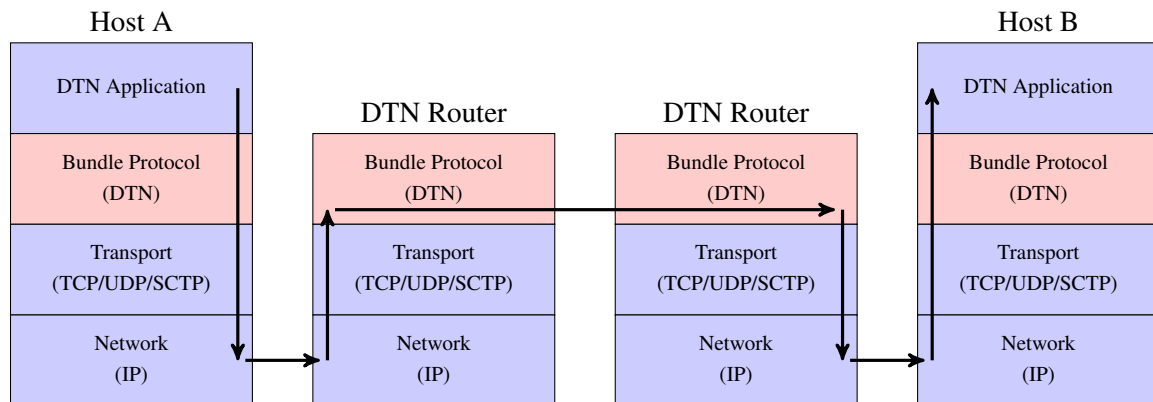 Host A
DTN Application
Bundle Protocol
(DTN)
Transport
(TCP/UDP/SCTP)
Network
(IP)
DTN Router
Bundle Protocol
(DTN)
Transport
(TCP/UDP/SCTP)
Network
(IP)
DTN Router
Bundle Protocol
(DTN)
Transport
(TCP/UDP/SCTP)
Network
(IP)
Host B
DTN Application
Bundle Protocol
(DTN)
Transport
(TCP/UDP/SCTP)
Network
(IP)